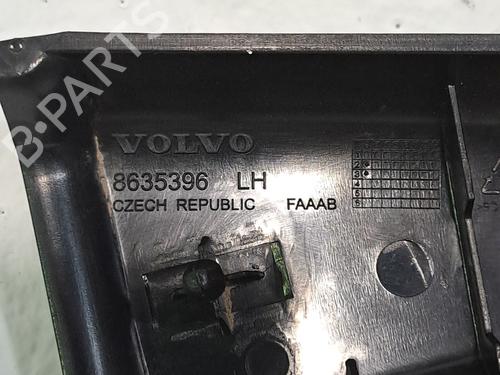 B-PARTS
VOLVO
8635396 LH
CZECH REPUBLIC FAAAB